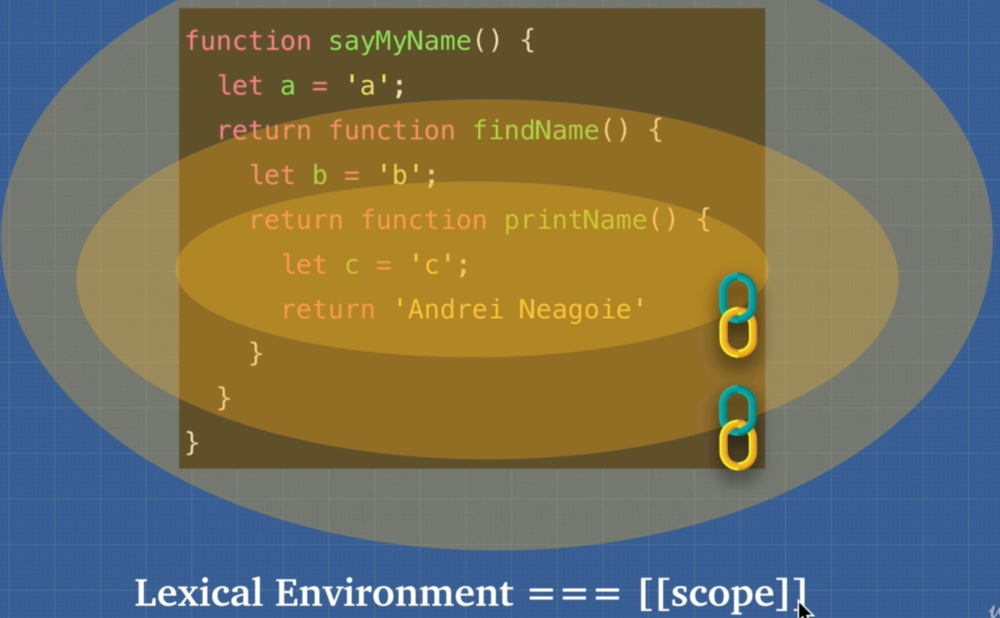 function sayMyName() {
  let a = 'a';
  return function findName() {
    let b = 'b';
    return function printName() {
      let c = 'c';
      return 'Andrei Neagoie'
    }
  }
}
Lexical Environment === [[scope]]